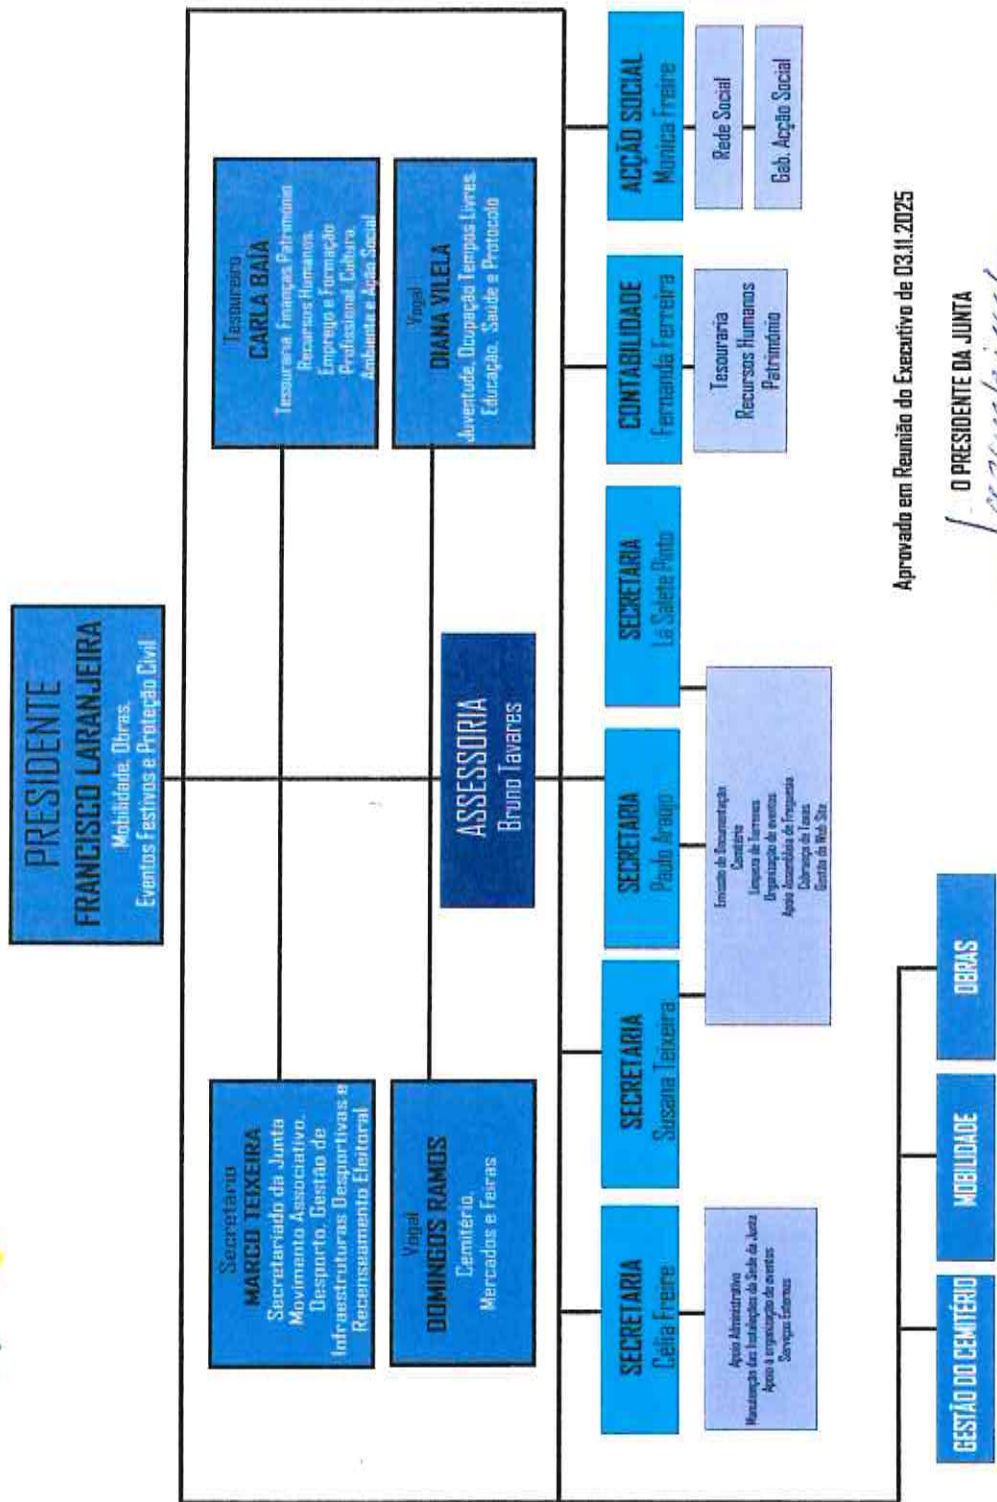 PRESIDENTE
FRANCISCO LARANJEIRA
Mobilidade, Obras,
Eventos Festivos e Proteção Civil
Secretário
MARCO TEIXEIRA
Secretariado da Junta
Movimento Associativo,
Desporto, Gestão de
Infraestruturas Desportivas e
Recenseamento Eleitoral
Tesoureiro
CARLA BAÍA
Tesouraria, Finanças Património
Recursos Humanos,
Emprego e Formação
Profissional, Cultura,
Ambiente e Ação Social
Vogal
DOMINGOS RAMOS
Cemitério,
Mercados e Feiras
Vogal
DIANA VILELA
Juventude, Ocupação Tempos Livres,
Educação, Saúde e Protocolo
ASSESSORIA
Bruno Tavares
SECRETARIA
Célia Freire
SECRETARIA
Susana Teixeira
SECRETARIA
Paulo Araújo
SECRETARIA
La Salete Pinto
CONTABILIDADE
Fernanda Ferreira
ACÇÃO SOCIAL
Monica Freire
Apoio Administrativo
Manutenção das Instalações da Sede da Junta
Apoio à organização de eventos
Serviços Externos
Emissão de Documentação
Cemitério
Limpeza de Terrenos
Organização de eventos
Apoio Assembleia de Freguesia
Cobrança de Taxas
Gestão do Web Site
Tesouraria
Recursos Humanos
Património
Rede Social
Gab. Acção Social
GESTÃO DO CEMITÉRIO
MOBILIDADE
OBRAS
Aprovado em Reunião do Executivo de 03.11.2025
O PRESIDENTE DA JUNTA